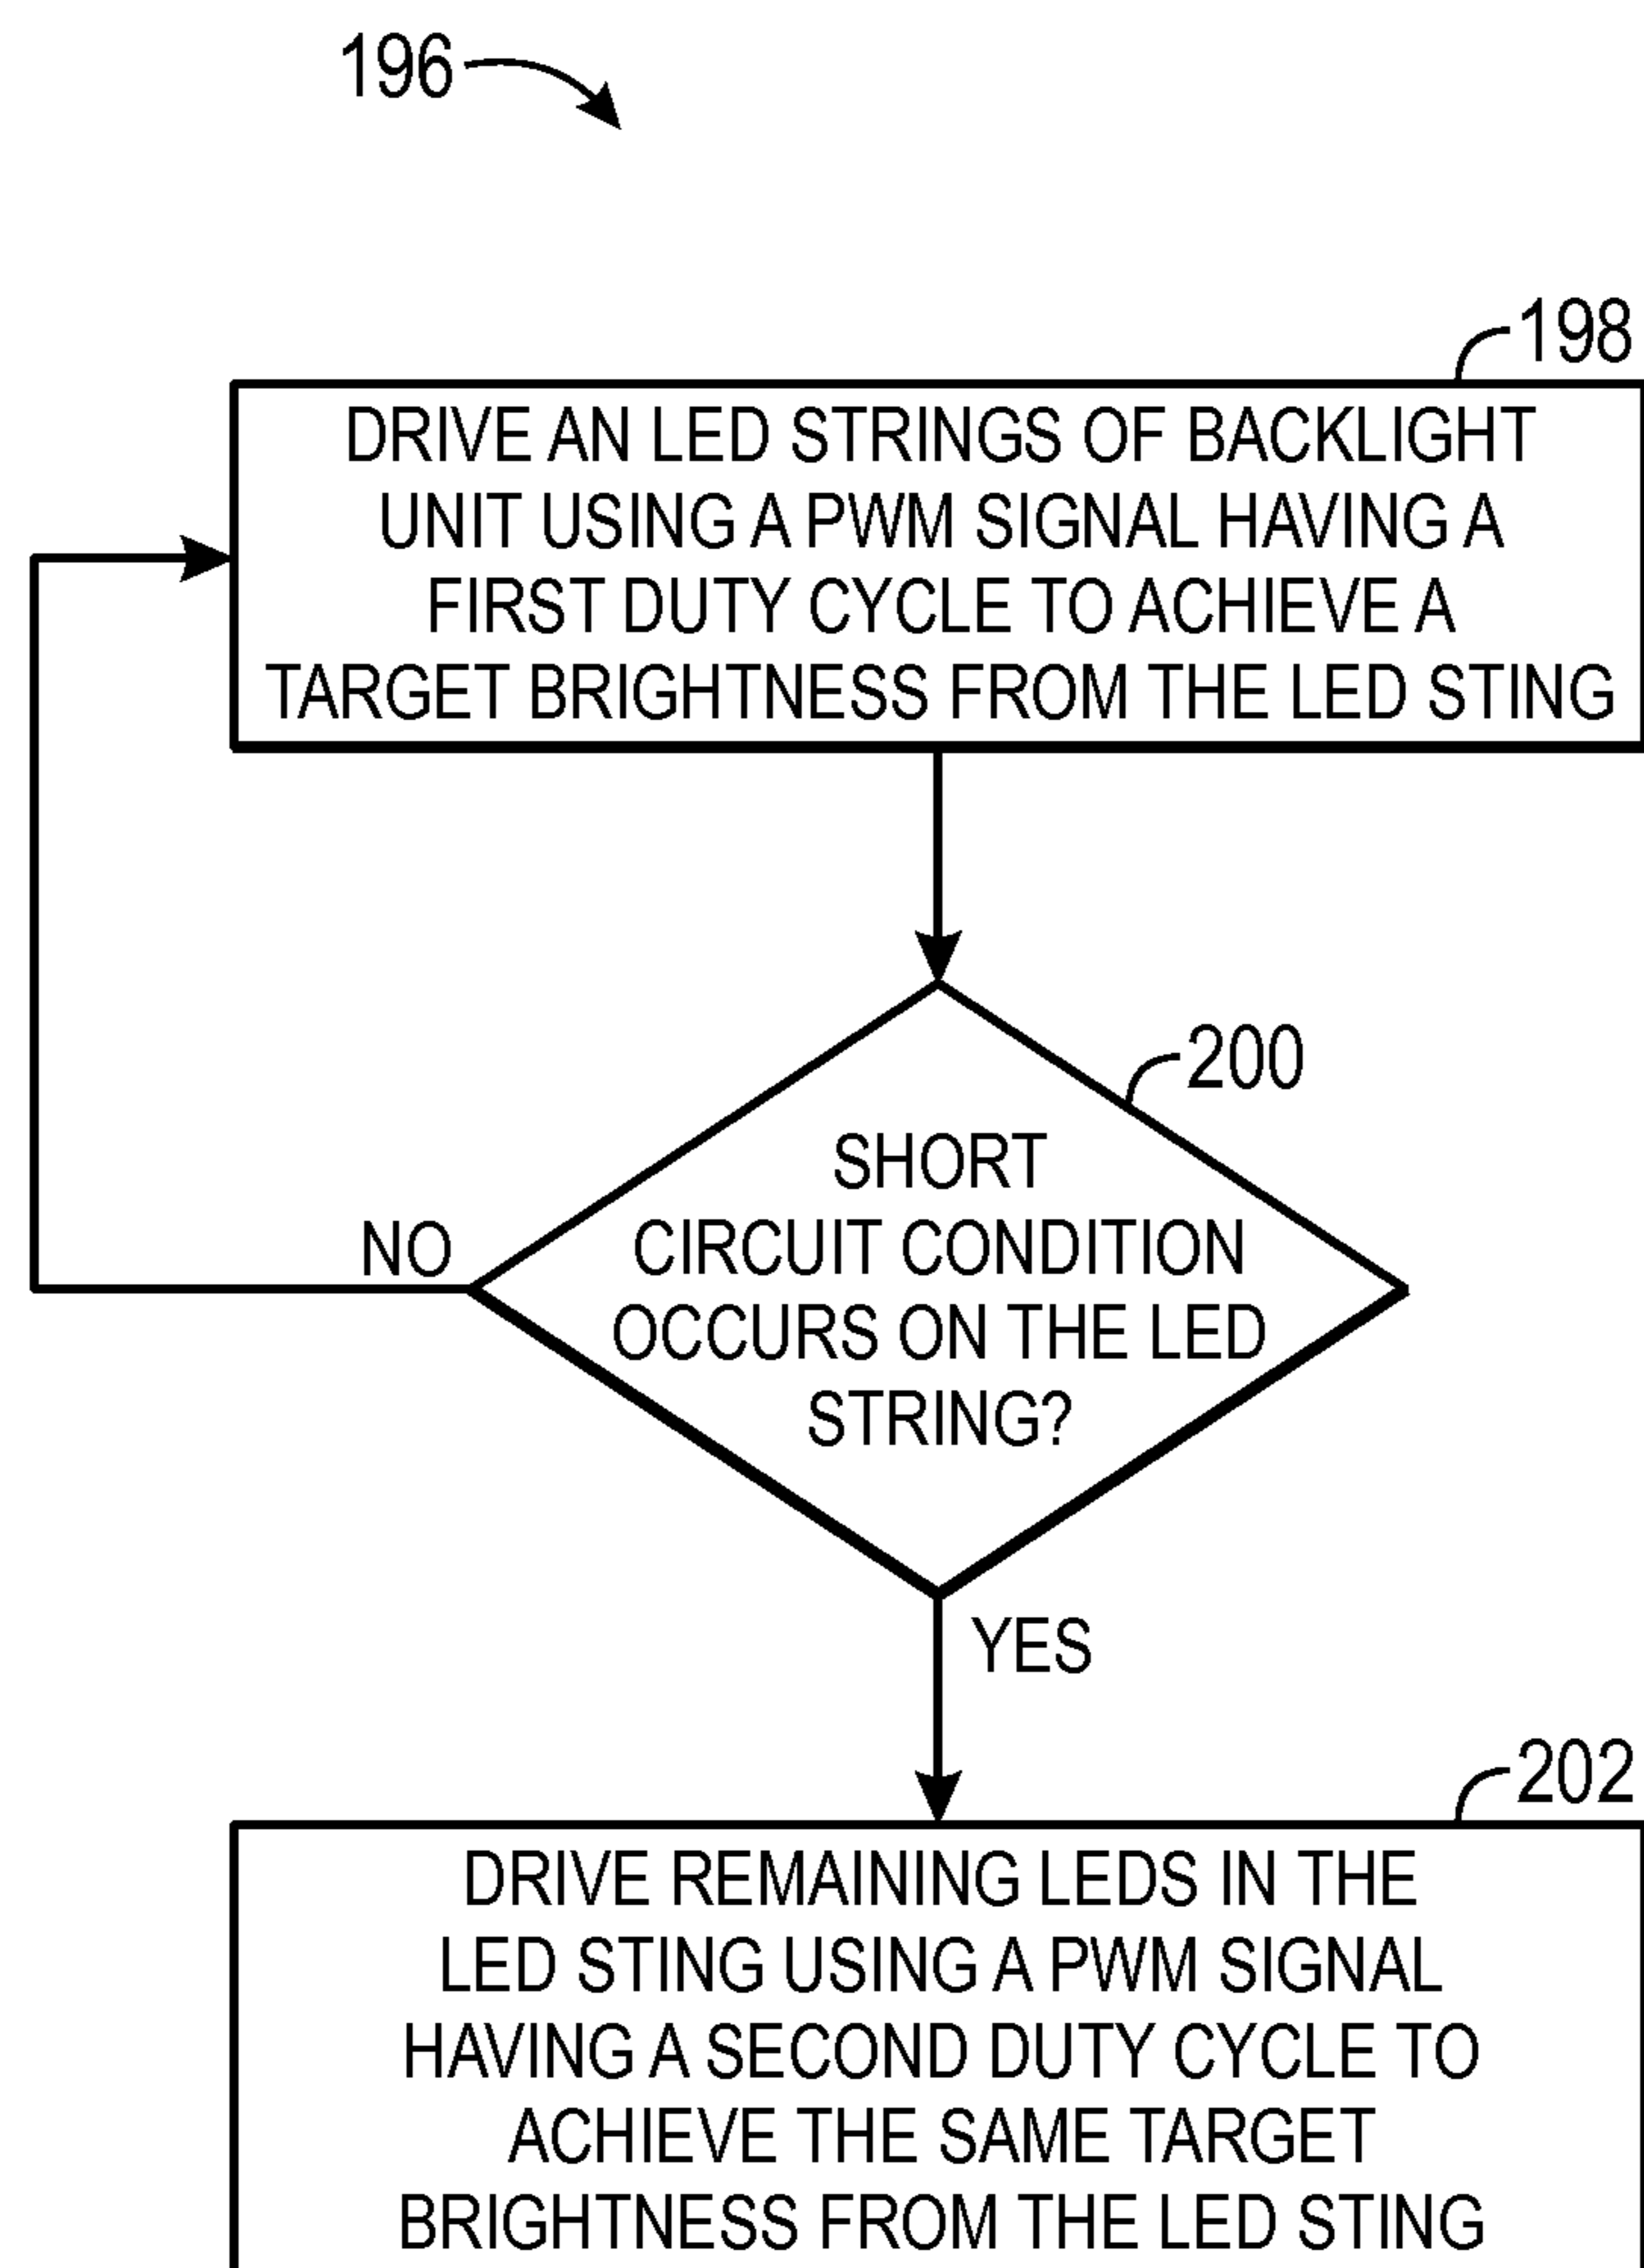 196
198
DRIVE AN LED STRINGS OF BACKLIGHT
UNIT USING A PWM SIGNAL HAVING A
FIRST DUTY CYCLE TO ACHIEVE A
TARGET BRIGHTNESS FROM THE LED STING
200
SHORT
CIRCUIT CONDITION
OCCURS ON THE LED
STRING?
NO
YES
202
DRIVE REMAINING LEDS IN THE
LED STING USING A PWM SIGNAL
HAVING A SECOND DUTY CYCLE TO
ACHIEVE THE SAME TARGET
BRIGHTNESS FROM THE LED STING